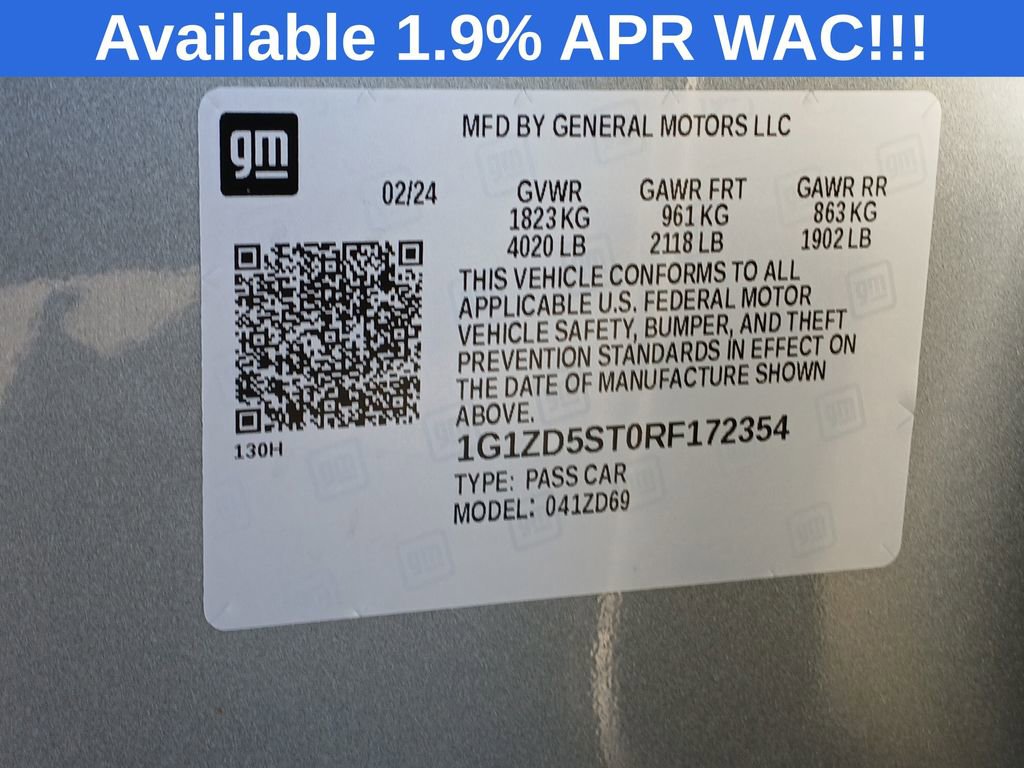 Available 1.9% APR WAC!!!
gm
MFD BY GENERAL MOTORS LLC
02/24 GVWR GAWR FRT GAWR RR
1823 KG 961 KG 863 KG
4020 LB 2118 LB 1902 LB
THIS VEHICLE CONFORMS TO ALL
APPLICABLE U.S. FEDERAL MOTOR
VEHICLE SAFETY, BUMPER, AND THEFT
PREVENTION STANDARDS IN EFFECT ON
THE DATE OF MANUFACTURE SHOWN
ABOVE.
130H
1G1ZD5ST0RF172354
TYPE: PASS CAR
MODEL: 041ZD69